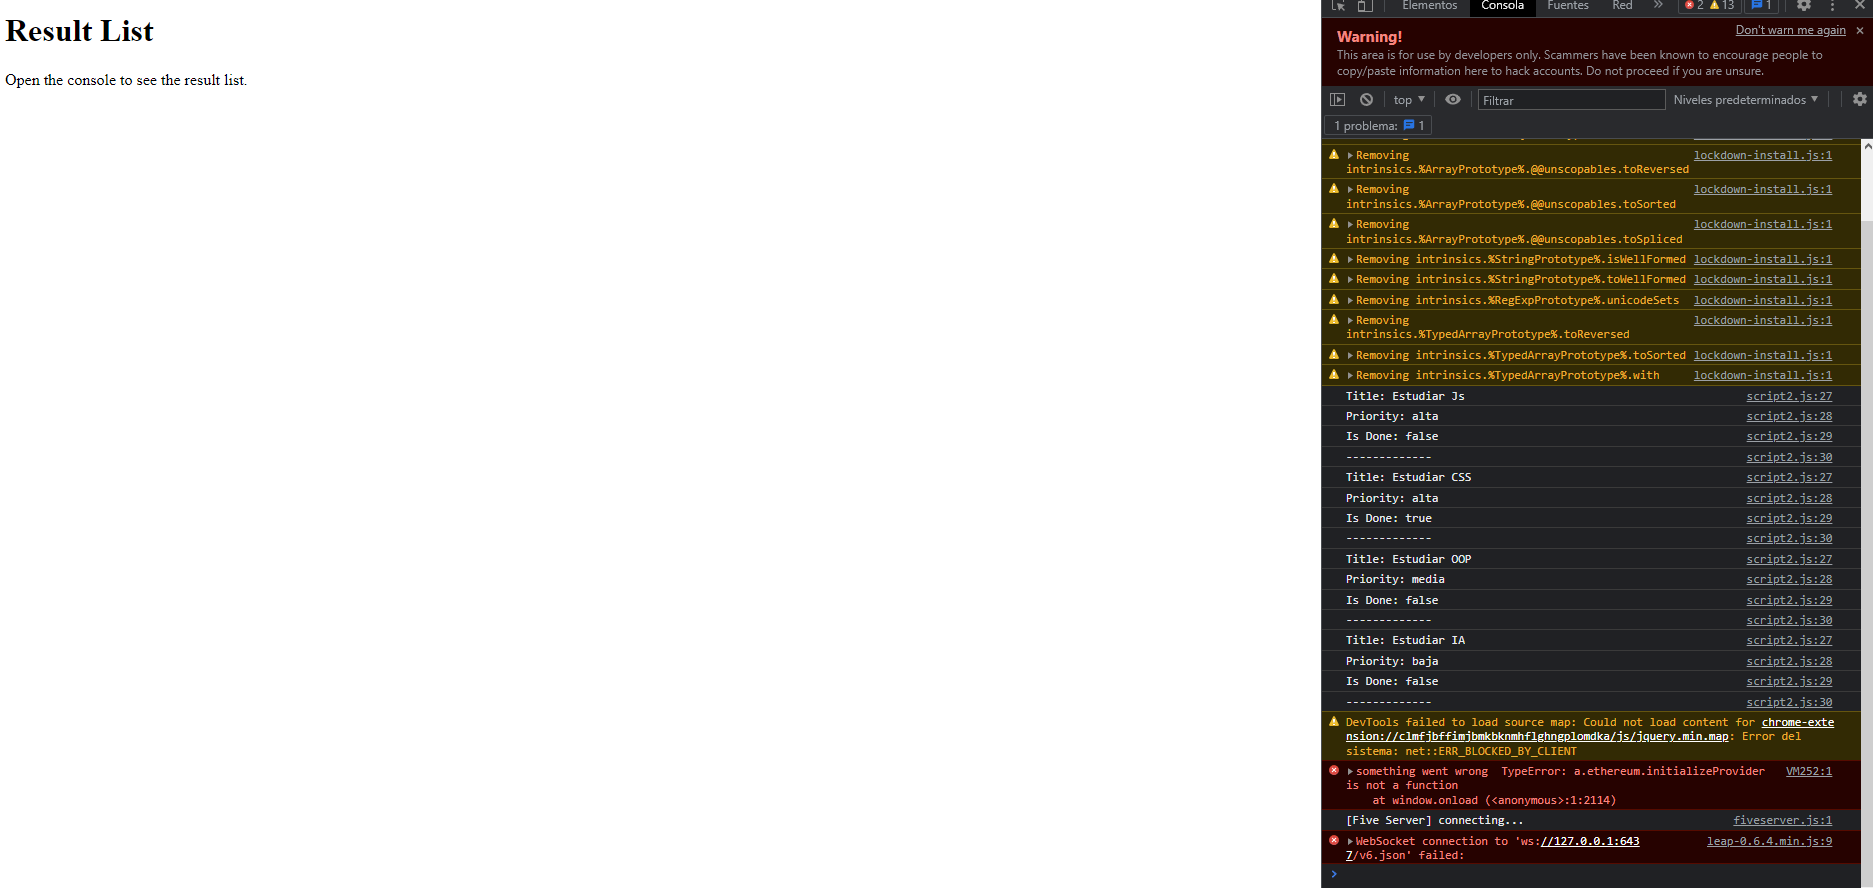 Result List
Open the console to see the result list.
Elementos Consola Fuentes Red » 2 13 1
Warning! Don't warn me again
This area is for use by developers only. Scammers have been known to encourage people to
copy/paste information here to hack accounts. Do not proceed if you are unsure.
top Filtrar Niveles predeterminados
1 problema: 1
Removing lockdown-install.js:1
intrinsics.%ArrayPrototype%.@@unscopables.toReversed
Removing lockdown-install.js:1
intrinsics.%ArrayPrototype%.@@unscopables.toSorted
Removing lockdown-install.js:1
intrinsics.%ArrayPrototype%.@@unscopables.toSpliced
Removing intrinsics.%StringPrototype%.isWellFormed lockdown-install.js:1
Removing intrinsics.%StringPrototype%.toWellFormed lockdown-install.js:1
Removing intrinsics.%RegExpPrototype%.unicodeSets lockdown-install.js:1
Removing lockdown-install.js:1
intrinsics.%TypedArrayPrototype%.toReversed
Removing intrinsics.%TypedArrayPrototype%.toSorted lockdown-install.js:1
Removing intrinsics.%TypedArrayPrototype%.with lockdown-install.js:1
Title: Estudiar Js script2.js:27
Priority: alta script2.js:28
Is Done: false script2.js:29
------------- script2.js:30
Title: Estudiar CSS script2.js:27
Priority: alta script2.js:28
Is Done: true script2.js:29
------------- script2.js:30
Title: Estudiar OOP script2.js:27
Priority: media script2.js:28
Is Done: false script2.js:29
------------- script2.js:30
Title: Estudiar IA script2.js:27
Priority: baja script2.js:28
Is Done: false script2.js:29
------------- script2.js:30
DevTools failed to load source map: Could not load content for chrome-exte
nsion://clmfjbffimjbmkbknmhflghngplomdka/js/jquery.min.map: Error del
sistema: net::ERR_BLOCKED_BY_CLIENT
something went wrong TypeError: a.ethereum.initializeProvider VM252:1
is not a function
at window.onload (<anonymous>:1:2114)
[Five Server] connecting... fiveserver.js:1
WebSocket connection to 'ws://127.0.0.1:643 leap-0.6.4.min.js:9
7/v6.json' failed: